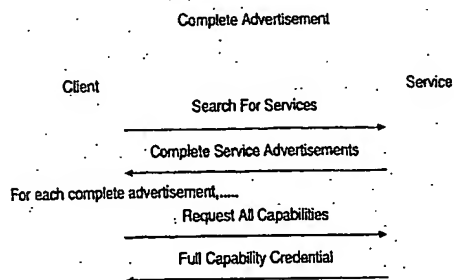 Complete Advertisement
Client
Service
Search For Services
Complete Service Advertisements
For each complete advertisement,.....
Request All Capabilities
Full Capability Credential